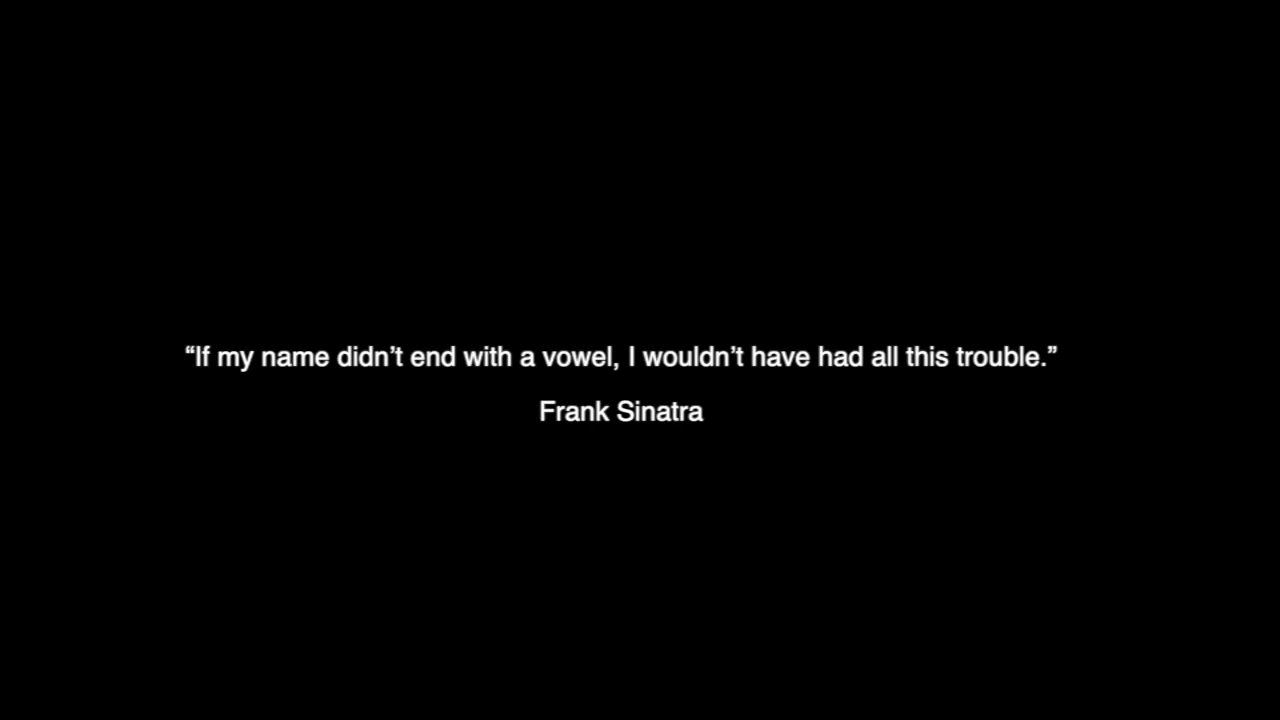 “If my name didn’t end with a vowel, I wouldn’t have had all this trouble.”
Frank Sinatra